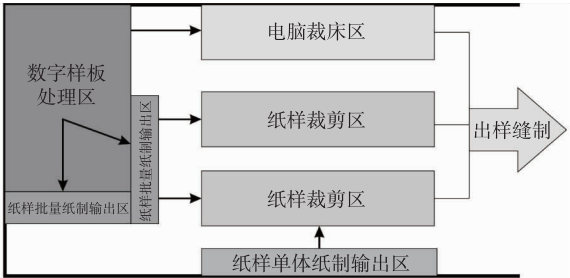 数字样板
处理区
纸样批量纸制输出区
纸样批量纸制输出区
电脑裁床区
纸样裁剪区
纸样裁剪区
纸样单体纸制输出区
出样缝制